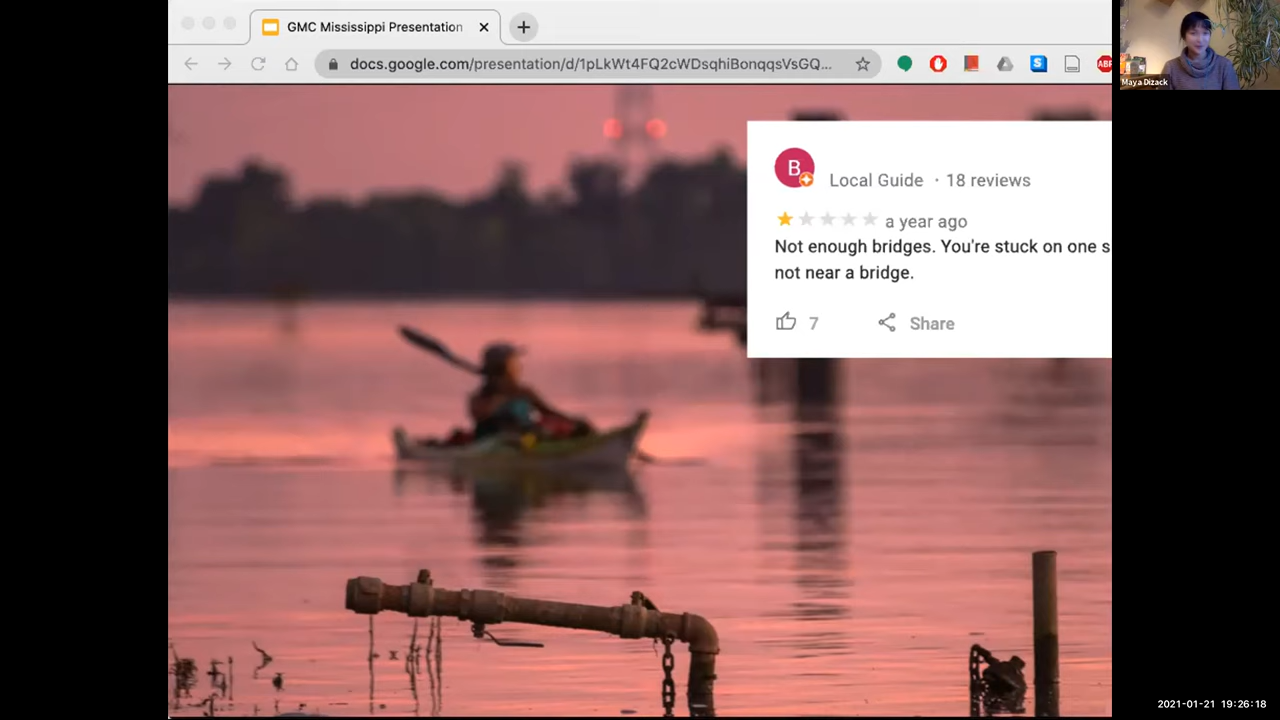 GMC Mississippi Presentation
docs.google.com/presentation/d/1pLkWt4FQ2cWDsqhiBonqqsVsGQ...
S
ABP
Maya Dizack
B
Local Guide · 18 reviews
a year ago
Not enough bridges. You're stuck on one s
not near a bridge.
7
Share
2021-01-21 19:26:18